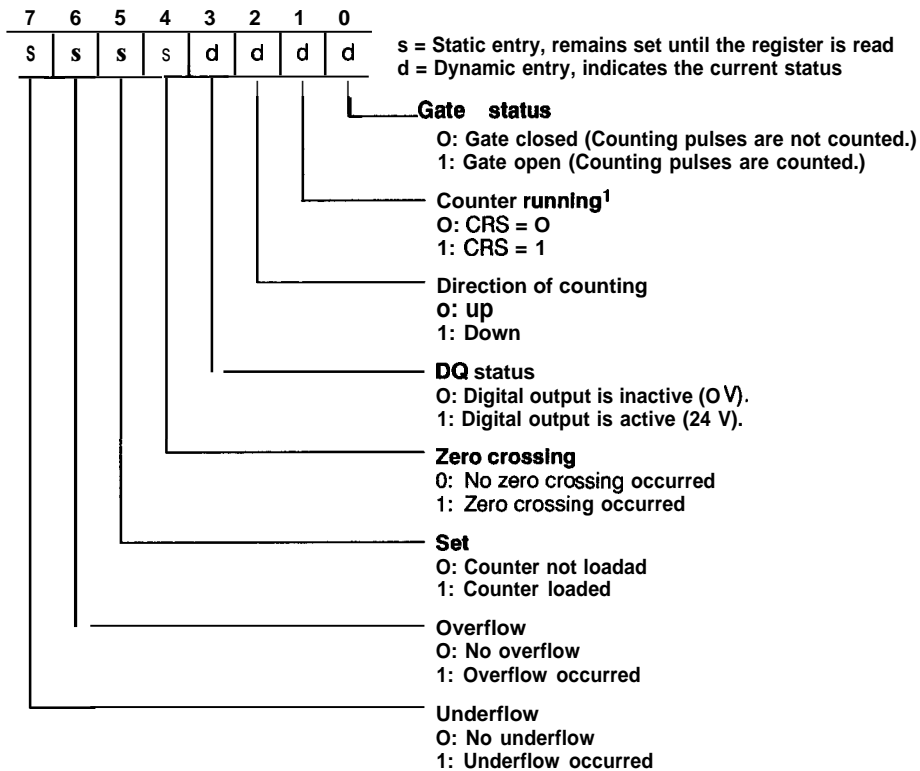 7 6 5 4 3 2 1 0
s s s s d d d d
s = Static entry, remains set until the register is read
d = Dynamic entry, indicates the current status
Gate status
O: Gate closed (Counting pulses are not counted.)
1: Gate open (Counting pulses are counted.)
Counter running¹
O: CRS = O
1: CRS = 1
Direction of counting
o: up
1: Down
DQ status
O: Digital output is inactive (O V).
1: Digital output is active (24 V).
Zero crossing
0: No zero crossing occurred
1: Zero crossing occurred
Set
O: Counter not loadad
1: Counter loaded
Overflow
O: No overflow
1: Overflow occurred
Underflow
O: No underflow
1: Underflow occurred